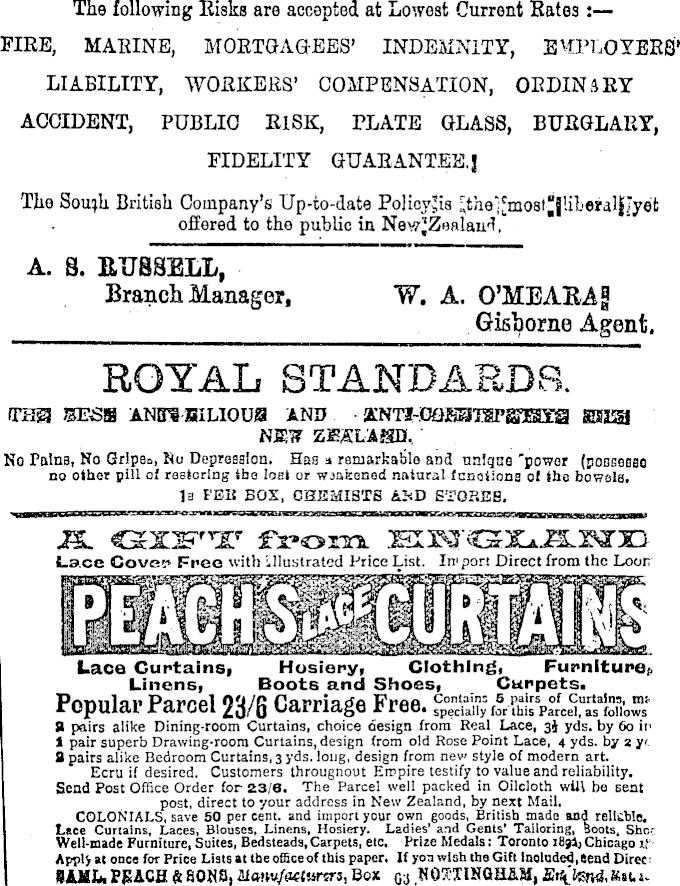 The following Risks are accepted at Lowest Current Rates :—
FIRE, MARINE, MORTGAGEES' INDEMNITY, EMPLOYERS'
LIABILITY, WORKERS' COMPENSATION, ORDINARY
ACCIDENT, PUBLIC RISK, PLATE GLASS, BURGLARY,
FIDELITY GUARANTEE.
The South British Company's Up-to-date Policy is the most liberal yet
offered to the public in New Zealand.
A. S. RUSSELL,
Branch Manager,
W. A. O'MEARA
Gisborne Agent.
ROYAL STANDARDS.
THE BEST ANTI-BILIOUS AND
NEW ZEALAND.
No Pains, No Gripes, No Depression. Has a remarkable and unique power (possesse
no other pill of restoring the lost or weakened natural functions of the bowels.
1s PER BOX, CHEMISTS AND STORES.
A GIFT from ENGLAND
Lace Cover Free with Illustrated Price List. Import Direct from the Loom
PEACH'S LACE CURTAINS
Lace Curtains, Hosiery, Clothing, Furniture,
Linens, Boots and Shoes, Carpets.
Popular Parcel 23/6 Carriage Free. Contains 5 pairs of Curtains, ma
specially for this Parcel, as follows
2 pairs alike Dining-room Curtains, choice design from Real Lace, 3½ yds. by 60 in
1 pair superb Drawing-room Curtains, design from old Rose Point Lace, 4 yds. by 2 y
2 pairs alike Bedroom Curtains, 3 yds. long, design from new style of modern art.
Ecru if desired. Customers throughout Empire testify to value and reliability.
Send Post Office Order for 23/6. The Parcel well packed in Oilcloth will be sent
post, direct to your address in New Zealand, by next Mail.
COLONIALS, save 50 per cent. and import your own goods, British made and reliable.
Lace Curtains, Laces, Blouses, Linens, Hosiery. Ladies' and Gents' Tailoring, Boots, Shoe
Well-made Furniture, Suites, Bedsteads, Carpets, etc. Prize Medals: Toronto 1892, Chicago 18
Apply at once for Price Lists at the office of this paper. If you wish the Gift Included, send Direc
SAML. PEACH & SONS, Manufacturers, Box 63 NOTTINGHAM, England. Est.